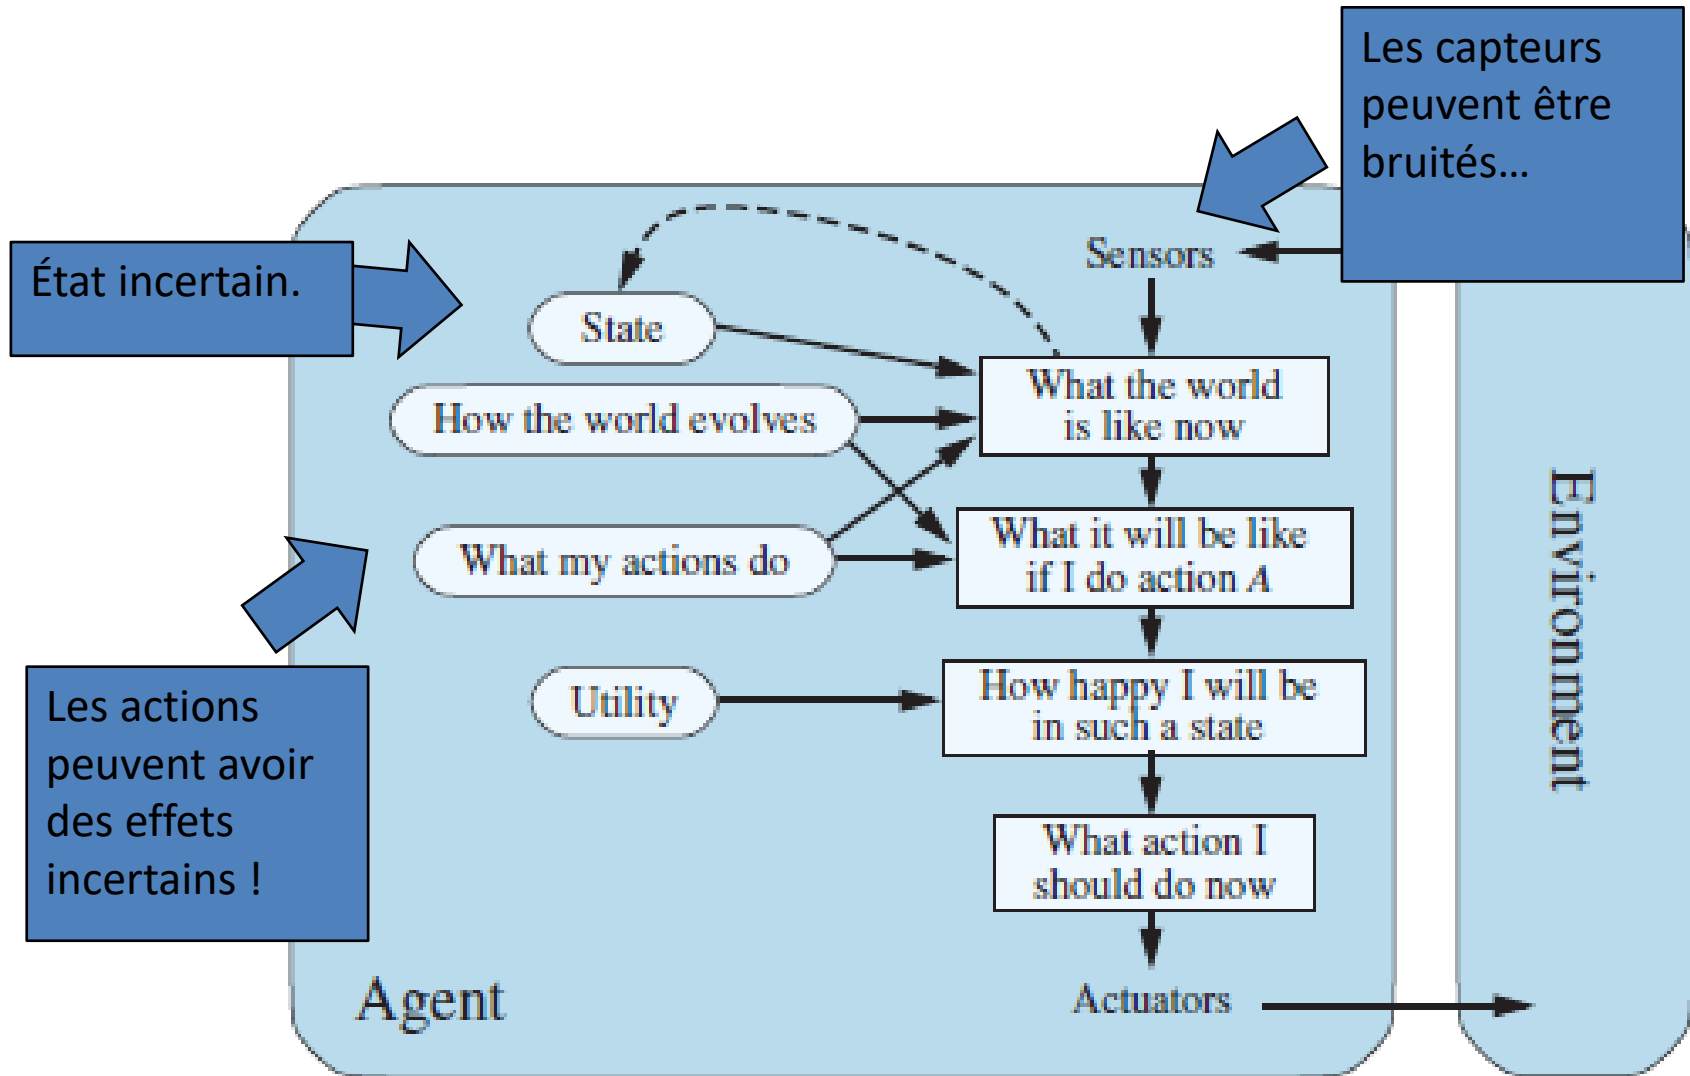 Les capteurs
peuvent être
bruités...
État incertain.
Sensors
State
What the world
is like now
How the world evolves
What it will be like
if I do action A
What my actions do
Les actions
peuvent avoir
des effets
incertains !
Utility
How happy I will be
in such a state
What action I
should do now
Agent
Actuators
Environment